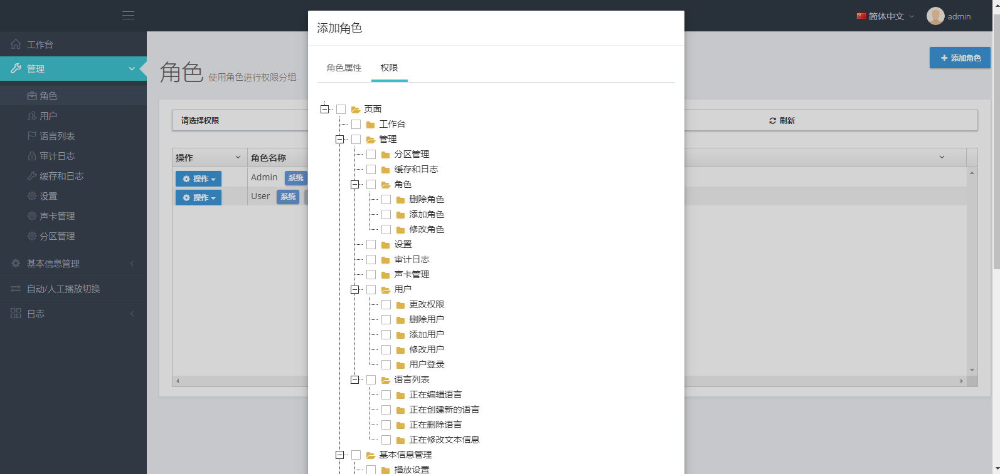 简体中文
admin
工作台
管理
角色
用户
语言列表
审计日志
缓存和日志
设置
声卡管理
分区管理
基本信息管理
自动/人工播放切换
日志
角色 使用角色进行权限分组.
添加角色
请选择权限
刷新
操作 角色名称
操作 Admin 系统
操作 User 系统
添加角色
角色属性 权限
页面
工作台
管理
分区管理
缓存和日志
角色
删除角色
添加角色
修改角色
设置
审计日志
声卡管理
用户
更改权限
删除用户
添加用户
修改用户
用户登录
语言列表
正在编辑语言
正在创建新的语言
正在删除语言
正在修改文本信息
基本信息管理
播放设置